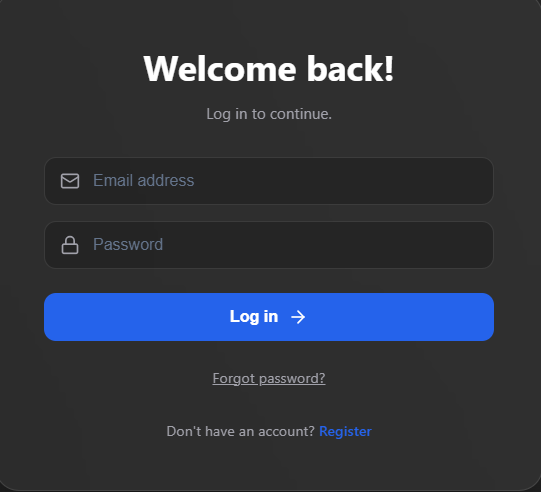 Welcome back!
Log in to continue.
Email address
Password
Log in
Forgot password?
Don't have an account? Register